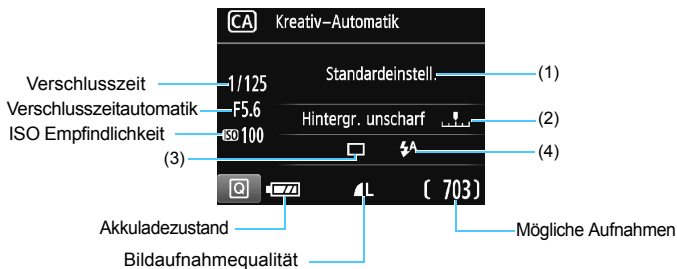 CA Kreativ–Automatik
Standardeinstell.
(1)
Verschlusszeit
1/125
Verschlusszeitautomatik
F5.6
Hintergr. unscharf
(2)
ISO Empfindlichkeit
ISO 100
(3)
A
(4)
Q
L
( 703)
Akkuladezustand
Mögliche Aufnahmen
Bildaufnahmequalität